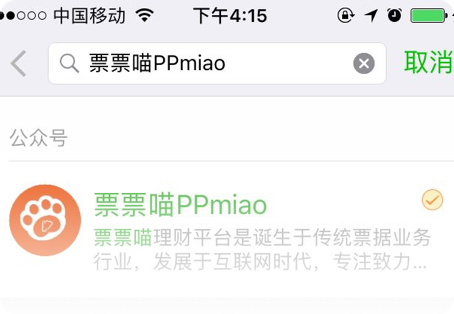 中国移动 下午4:15
票票喵PPmiao 取消
公众号
票票喵PPmiao
票票喵理财平台是诞生于传统票据业务
行业，发展于互联网时代，专注致力...